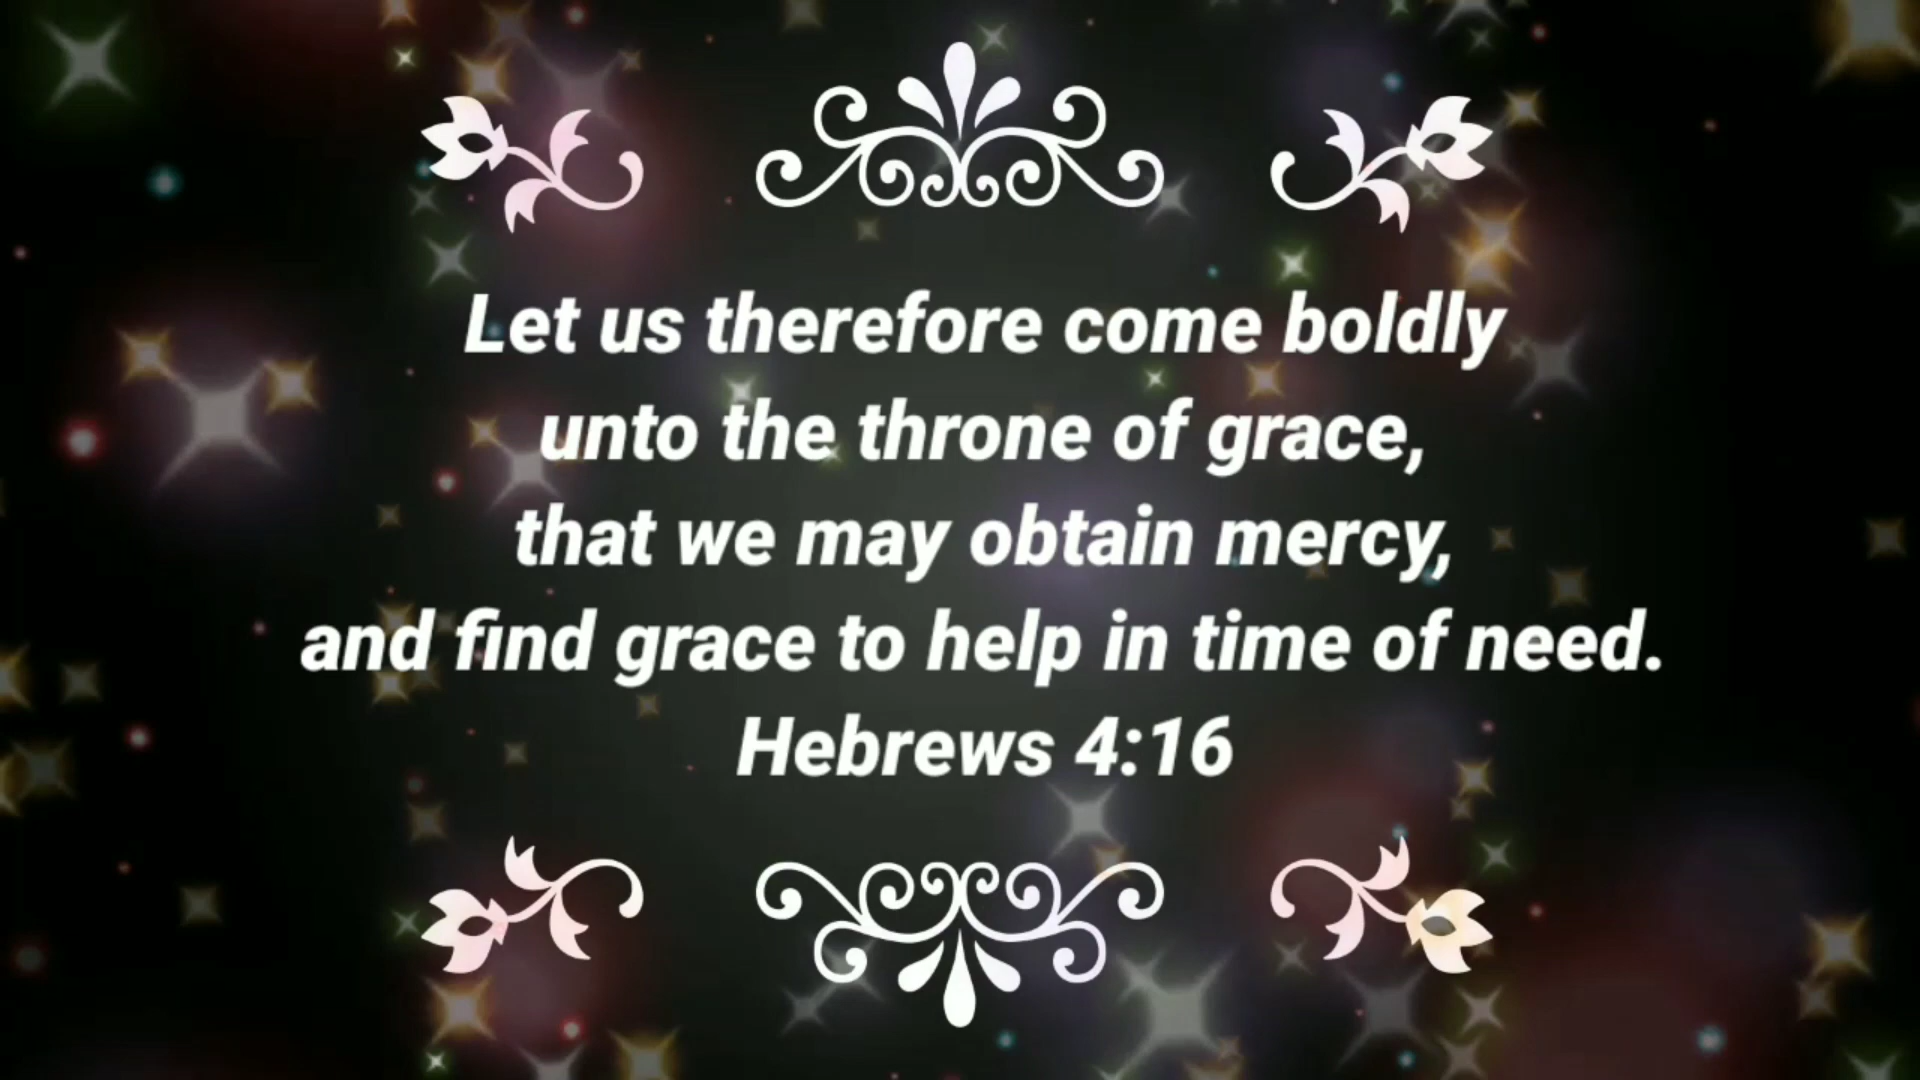 Let us therefore come boldly
unto the throne of grace,
that we may obtain mercy,
and find grace to help in time of need.
Hebrews 4:16